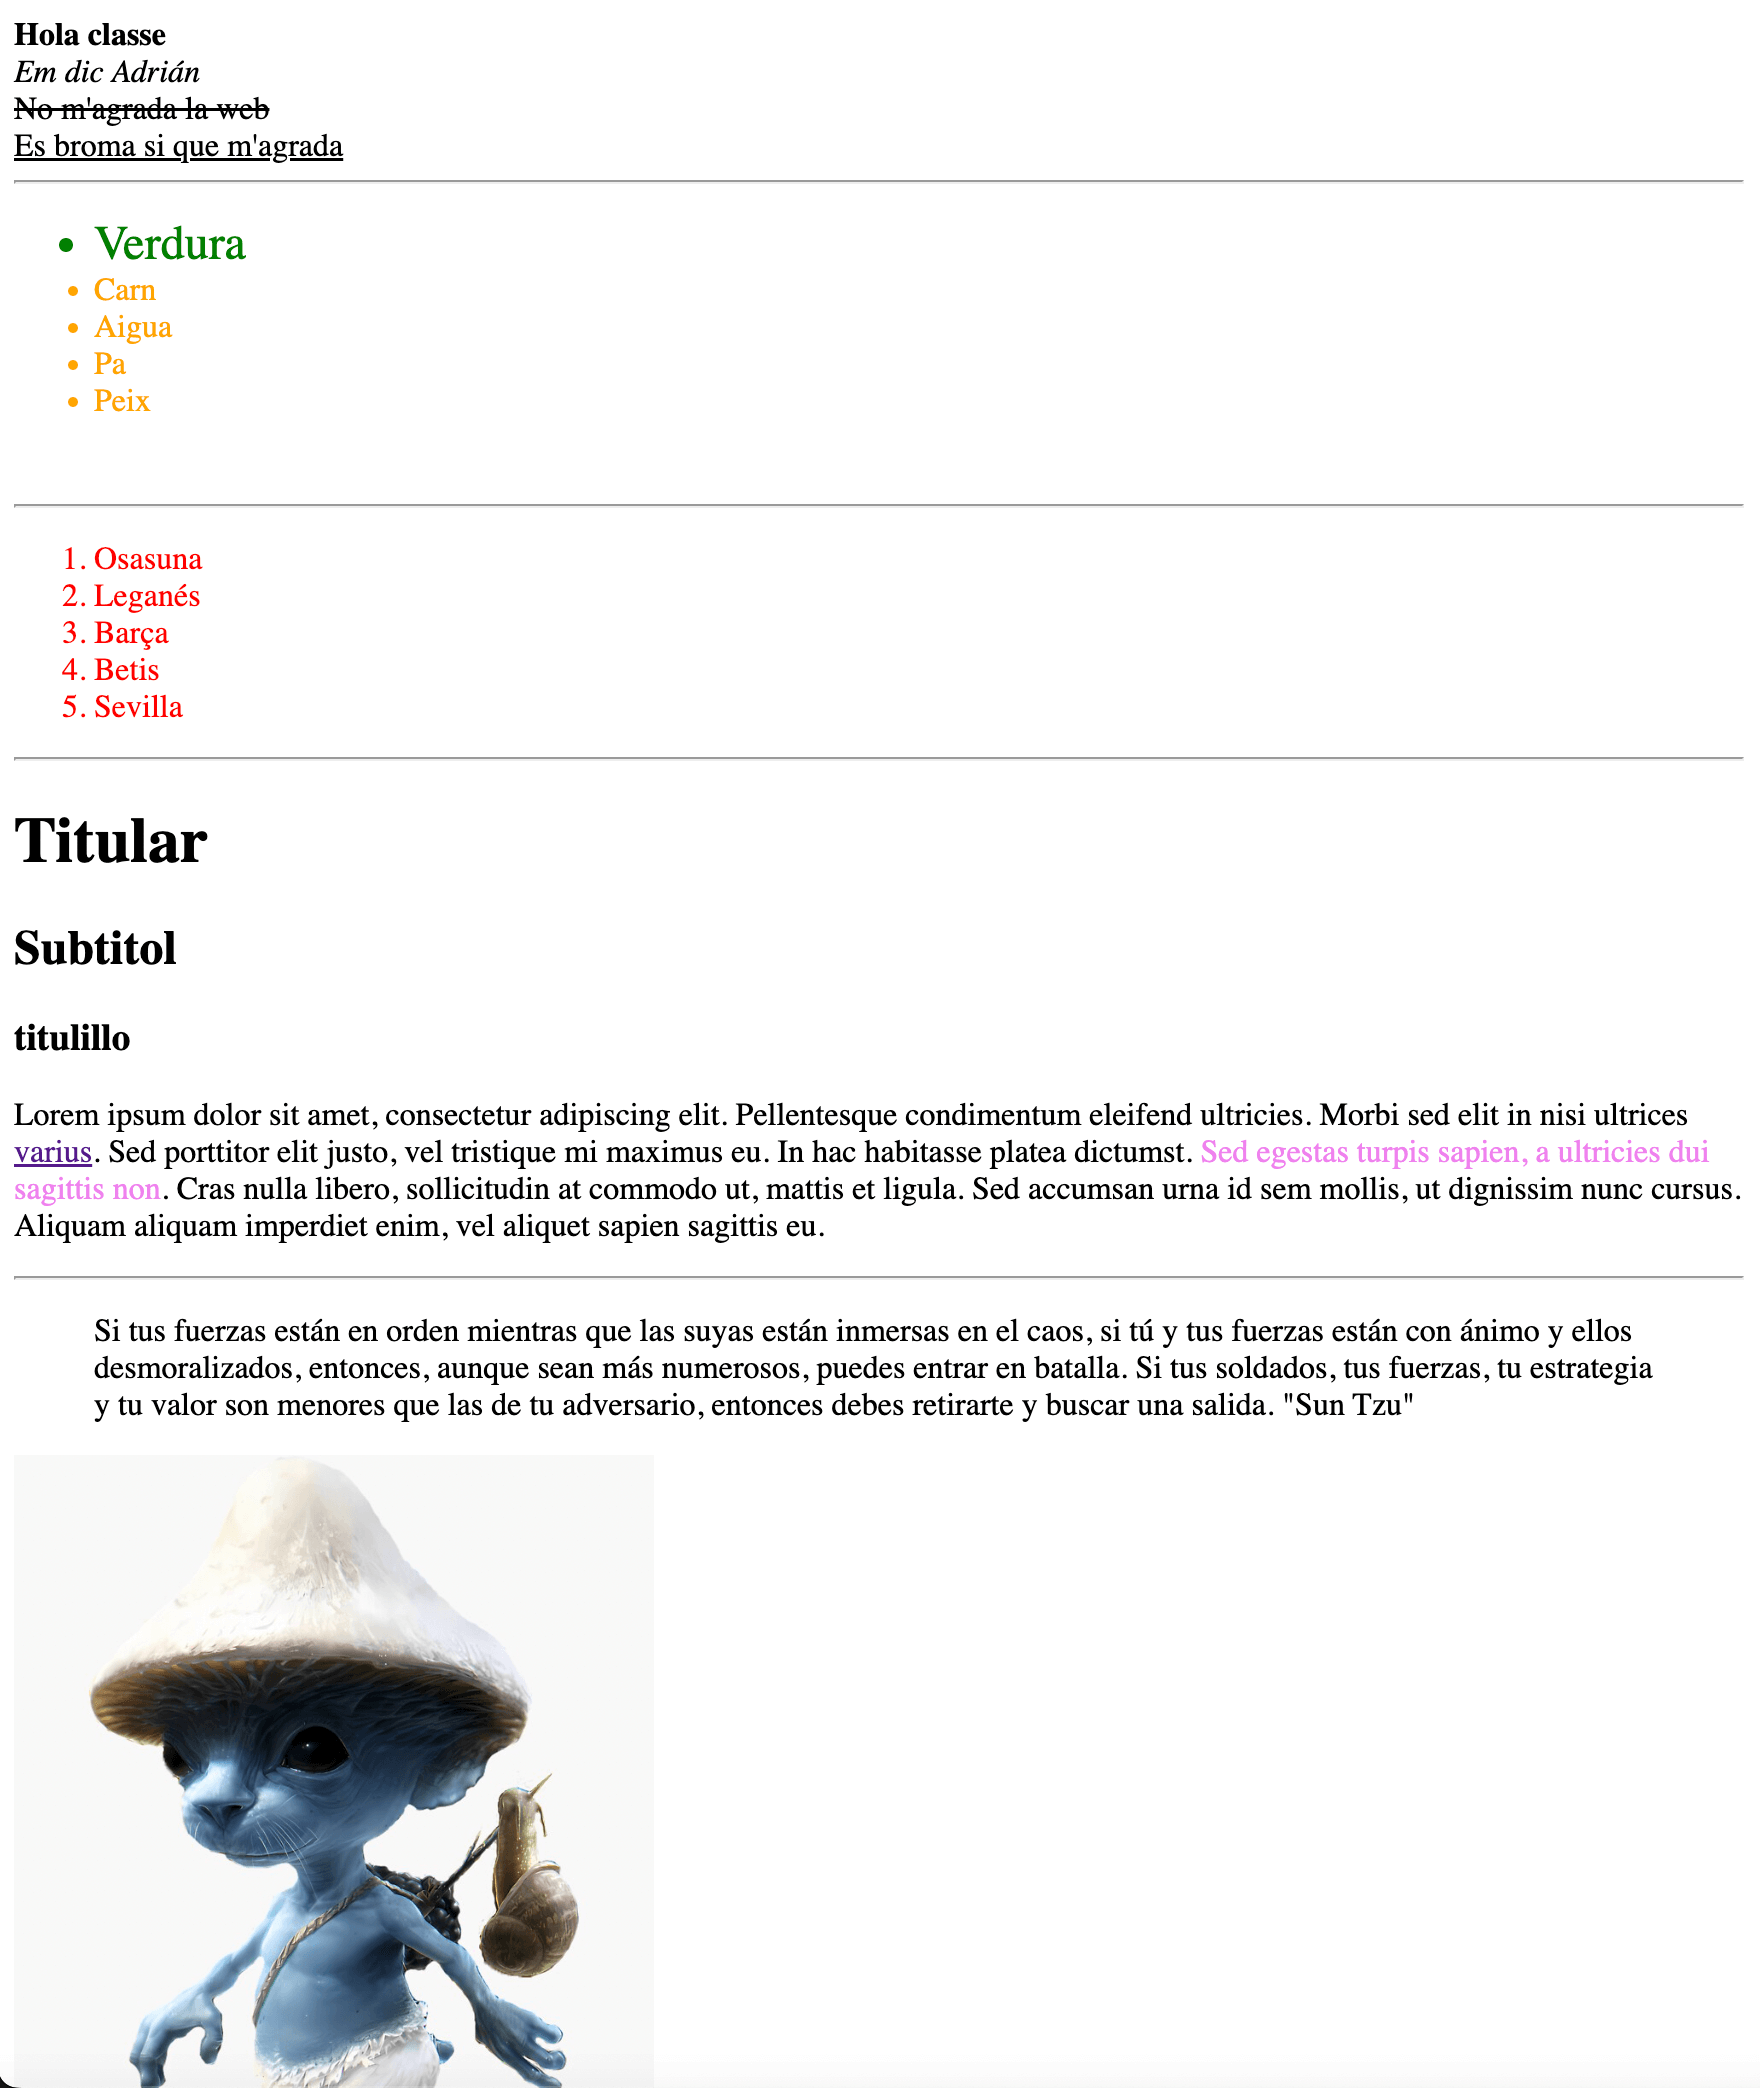 Hola classe
Em dic Adrián
No m'agrada la web
Es broma si que m'agrada
• Verdura
• Carn
• Aigua
• Pa
• Peix
1. Osasuna
2. Leganés
3. Barça
4. Betis
5. Sevilla
Titular
Subtitol
titulillo
Lorem ipsum dolor sit amet, consectetur adipiscing elit. Pellentesque condimentum eleifend ultricies. Morbi sed elit in nisi ultrices
varius. Sed porttitor elit justo, vel tristique mi maximus eu. In hac habitasse platea dictumst. Sed egestas turpis sapien, a ultricies dui
sagittis non. Cras nulla libero, sollicitudin at commodo ut, mattis et ligula. Sed accumsan urna id sem mollis, ut dignissim nunc cursus.
Aliquam aliquam imperdiet enim, vel aliquet sapien sagittis eu.
Si tus fuerzas están en orden mientras que las suyas están inmersas en el caos, si tú y tus fuerzas están con ánimo y ellos
desmoralizados, entonces, aunque sean más numerosos, puedes entrar en batalla. Si tus soldados, tus fuerzas, tu estrategia
y tu valor son menores que las de tu adversario, entonces debes retirarte y buscar una salida. "Sun Tzu"